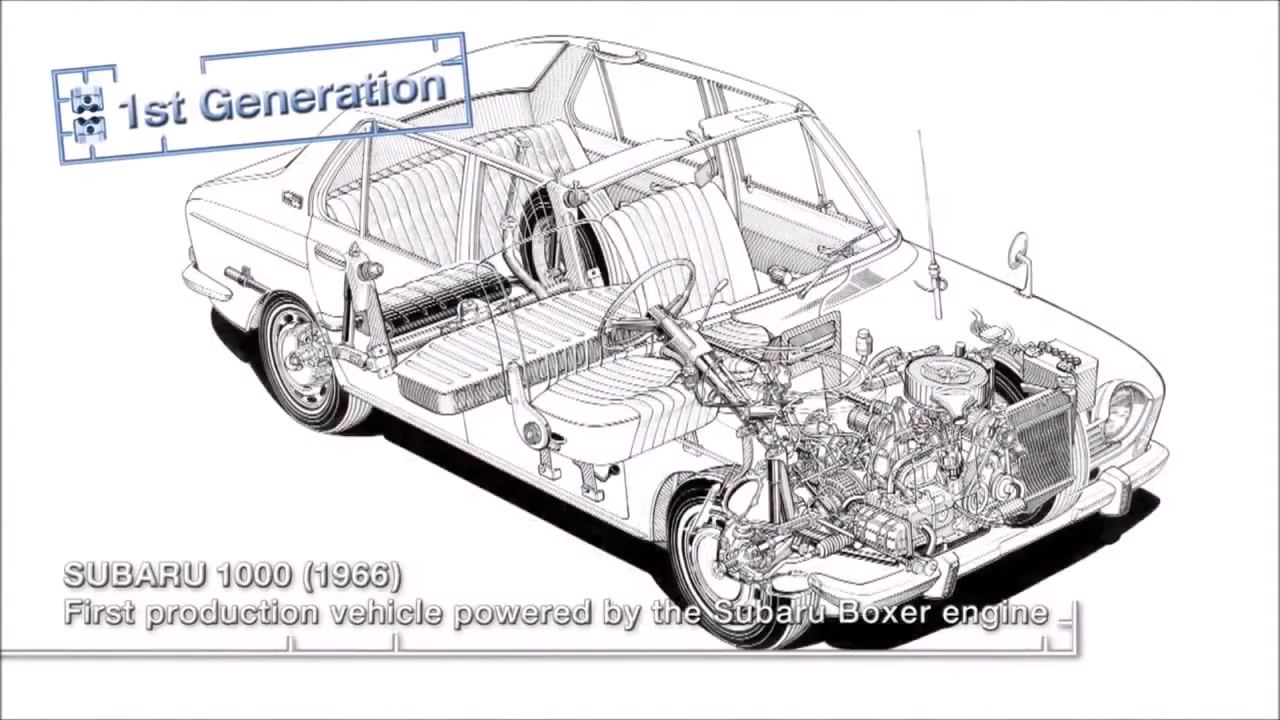 1st Generation
SUBARU 1000 (1966)
First production vehicle powered by the Subaru Boxer engine